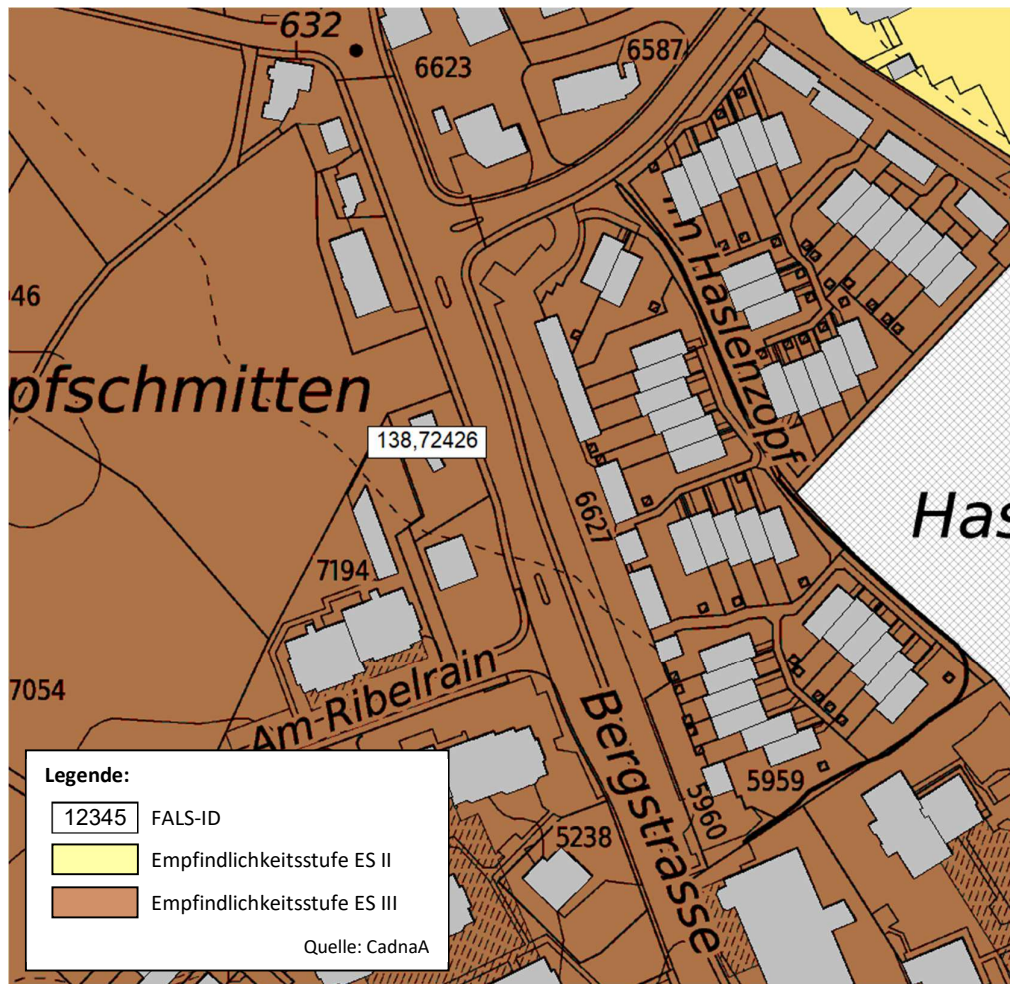 632
6623
6587
Im Haslenzopf
46
pfschmitten
138,72426
6627
Has
7194
7054
Am Ribelrain
Bergstrasse
5959
5960
5238
Legende:
12345 FALS-ID
Empfindlichkeitsstufe ES II
Empfindlichkeitsstufe ES III
Quelle: CadnaA